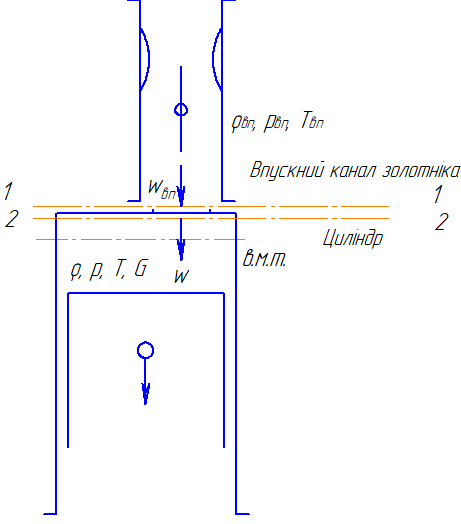 ϱвп, pвп, Tвп
Впускний канал золотніка
1 wвп 1
2 2
Циліндр
в.м.т.
ϱ, p, T, G w